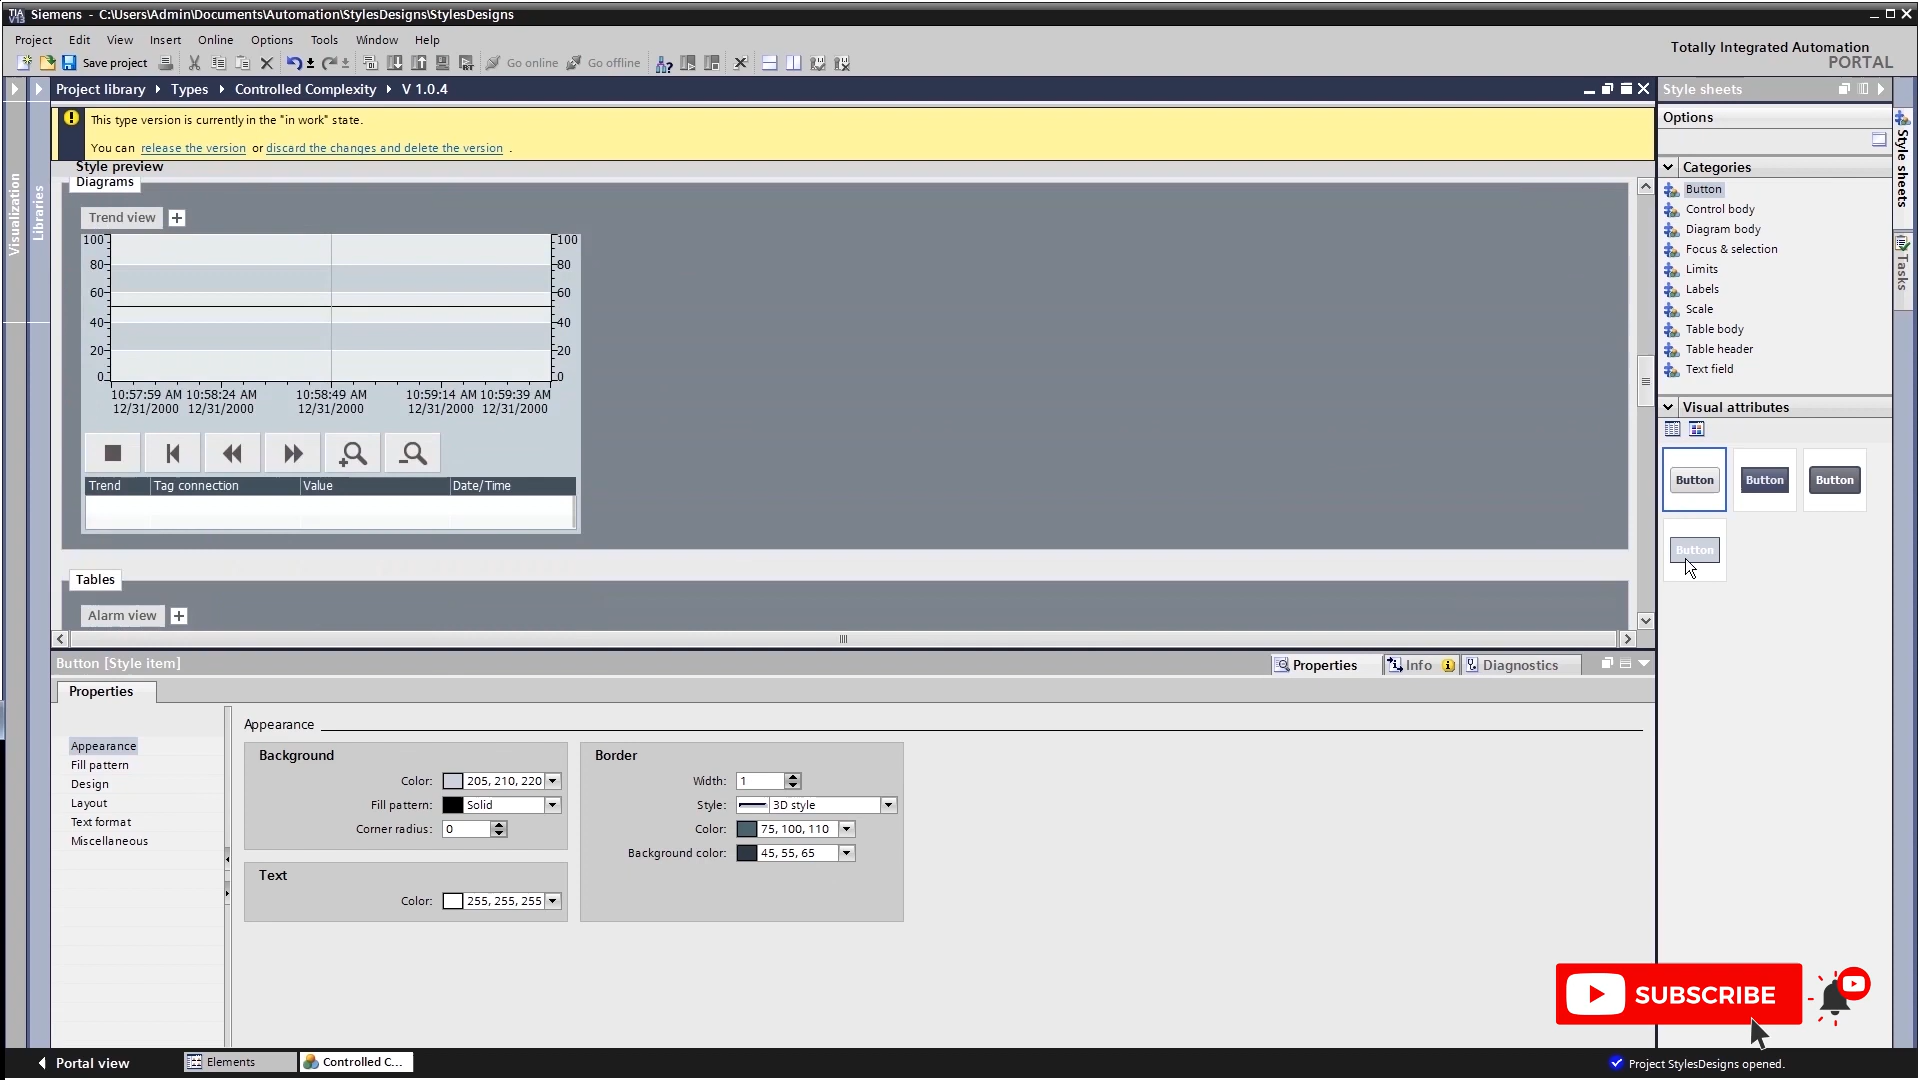 TIA V13 Siemens - C:\Users\Admin\Documents\Automation\StylesDesigns\StylesDesigns
Project Edit View Insert Online Options Tools Window Help
Totally Integrated Automation
PORTAL
Save project Go online Go offline
Project library Types Controlled Complexity V 1.0.4
This type version is currently in the "in work" state.
You can release the version or discard the changes and delete the version .
Style preview
Diagrams
Trend view
100 100
80 80
60 60
40 40
20 20
0 0
10:57:59 AM 10:58:24 AM 10:58:49 AM 10:59:14 AM 10:59:39 AM
12/31/2000 12/31/2000 12/31/2000 12/31/2000 12/31/2000
Trend Tag connection Value Date/Time
Tables
Alarm view
Visualization
Libraries
Style sheets
Options
Categories
Button
Control body
Diagram body
Focus & selection
Limits
Labels
Scale
Table body
Table header
Text field
Visual attributes
Button Button Button
Button
Style sheets
Tasks
Button [Style item]
Properties Info Diagnostics
Properties
Appearance
Fill pattern
Design
Layout
Text format
Miscellaneous
Appearance
Background
Color: 205, 210, 220
Fill pattern: Solid
Corner radius: 0
Text
Color: 255, 255, 255
Border
Width: 1
Style: 3D style
Color: 75, 100, 110
Background color: 45, 55, 65
SUBSCRIBE
Portal view Elements Controlled C... Project StylesDesigns opened.